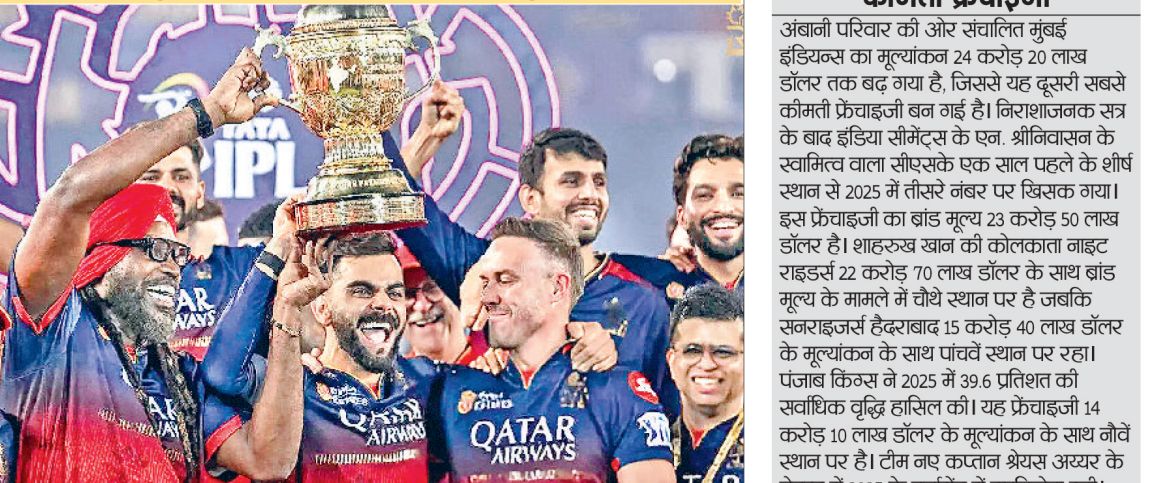 TATA
IPL
AR
WAYS
QATAR
AIRWAYS
QATAR
AIRWAYS
अंबानी परिवार की ओर संचालित मुंबई
इंडियन्स का मूल्यांकन 24 करोड़ 20 लाख
डॉलर तक बढ़ गया है, जिससे यह दूसरी सबसे
कीमती फ्रेंचाइजी बन गई है। निराशाजनक सत्र
के बाद इंडिया सीमेंट्स के एन. श्रीनिवासन के
स्वामित्व वाला सीएसके एक साल पहले के शीर्ष
स्थान से 2025 में तीसरे नंबर पर खिसक गया।
इस फ्रेंचाइजी का ब्रांड मूल्य 23 करोड़ 50 लाख
डॉलर है। शाहरुख खान की कोलकाता नाइट
राइडर्स 22 करोड़ 70 लाख डॉलर के साथ ब्रांड
मूल्य के मामले में चौथे स्थान पर है जबकि
सनराइजर्स हैदराबाद 15 करोड़ 40 लाख डॉलर
के मूल्यांकन के साथ पांचवें स्थान पर रहा।
पंजाब किंग्स ने 2025 में 39.6 प्रतिशत की
सर्वाधिक वृद्धि हासिल की। यह फ्रेंचाइजी 14
करोड़ 10 लाख डॉलर के मूल्यांकन के साथ नौवें
स्थान पर है। टीम नए कप्तान श्रेयस अय्यर के